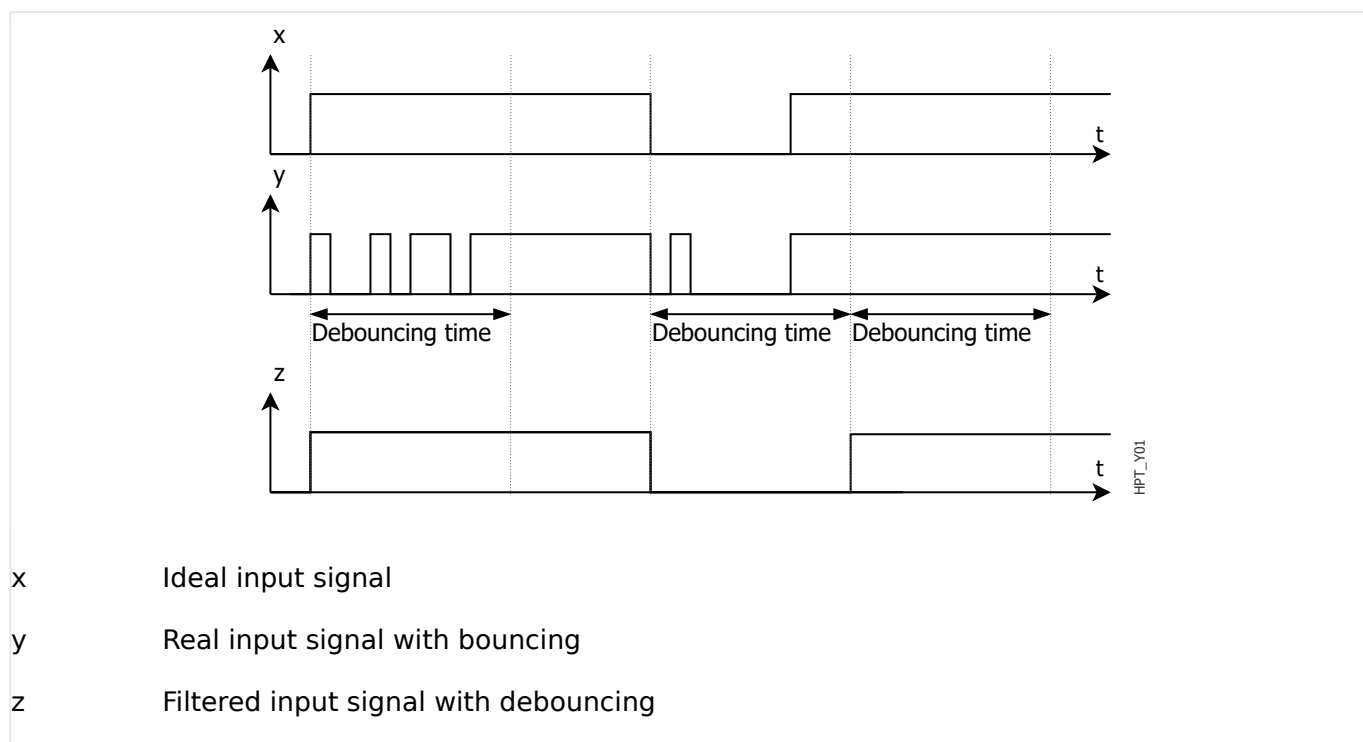 x
t
y
t
Debouncing time Debouncing time Debouncing time
z
t
HPT_Y01
x Ideal input signal
y Real input signal with bouncing
z Filtered input signal with debouncing